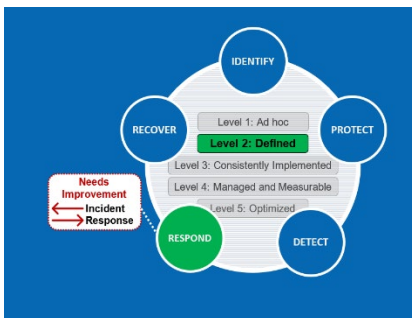 IDENTIFY
RECOVER
PROTECT
Level 1: Ad hoc
Level 2: Defined
Level 3: Consistently Implemented
Level 4: Managed and Measurable
Level 5: Optimized
Needs
Improvement
Incident
Response
RESPOND
DETECT